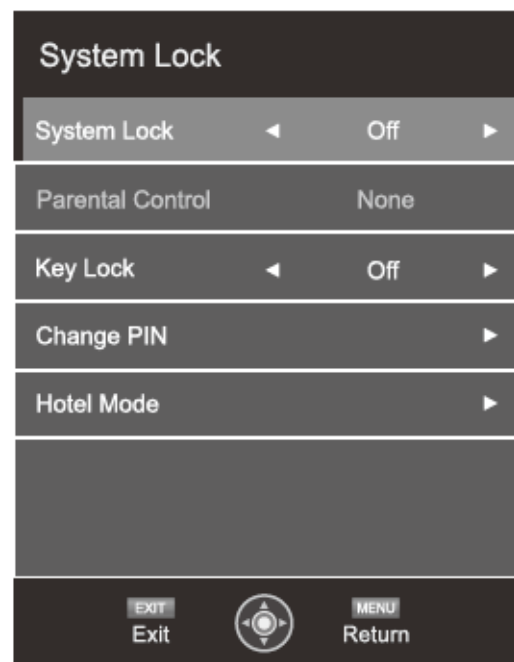 System Lock
System Lock Off
Parental Control None
Key Lock Off
Change PIN
Hotel Mode
EXIT MENU
Exit Return